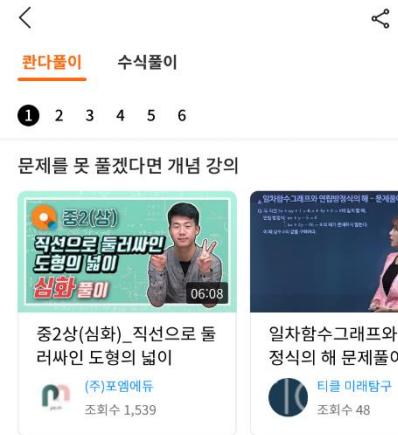 콴다풀이 수식풀이
1 2 3 4 5 6
문제를 못 풀겠다면 개념 강의
중2(상)
직선으로 둘러싸인
도형의 넓이
심화 풀이
06:08
일차함수그래프와 연립방정식의 해 - 문제풀이
중2상(심화)_직선으로 둘
러싸인 도형의 넓이
(주)포엠에듀
조회수 1,539
일차함수그래프와
정식의 해 문제풀이
티클 미래탐구
조회수 48